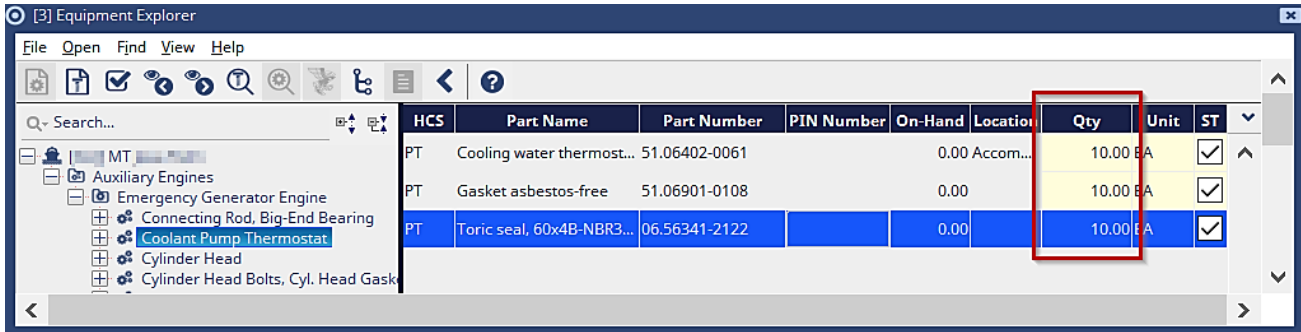 [3] Equipment Explorer
File Open Find View Help
Search...
HCS Part Name Part Number PIN Number On-Hand Location Qty Unit ST
PT Cooling water thermost... 51.06402-0061 0.00 Accom... 10.00 EA
PT Gasket asbestos-free 51.06901-0108 0.00 10.00 EA
PT Toric seal, 60x4B-NBR3... 06.56341-2122 0.00 10.00 EA
MT
Auxiliary Engines
Emergency Generator Engine
Connecting Rod, Big-End Bearing
Coolant Pump Thermostat
Cylinder Head
Cylinder Head Bolts, Cyl. Head Gask